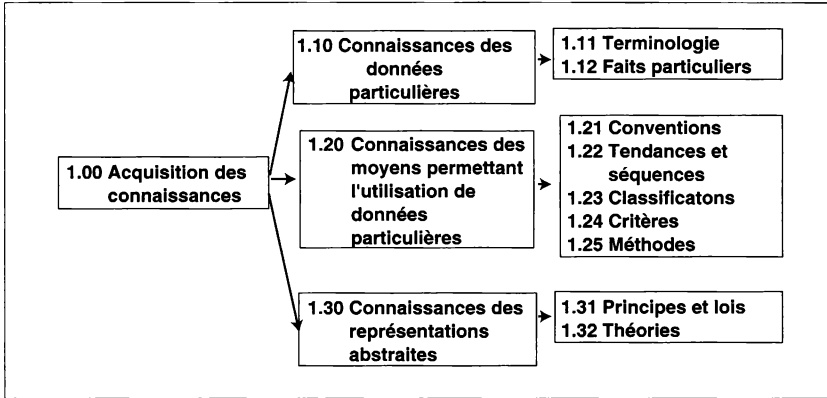 1.00 Acquisition des
connaissances
1.10 Connaissances des
données
particulières
1.11 Terminologie
1.12 Faits particuliers
1.20 Connaissances des
moyens permettant
l'utilisation de
données
particulières
1.21 Conventions
1.22 Tendances et
séquences
1.23 Classificatons
1.24 Critères
1.25 Méthodes
1.30 Connaissances des
représentations
abstraites
1.31 Principes et lois
1.32 Théories